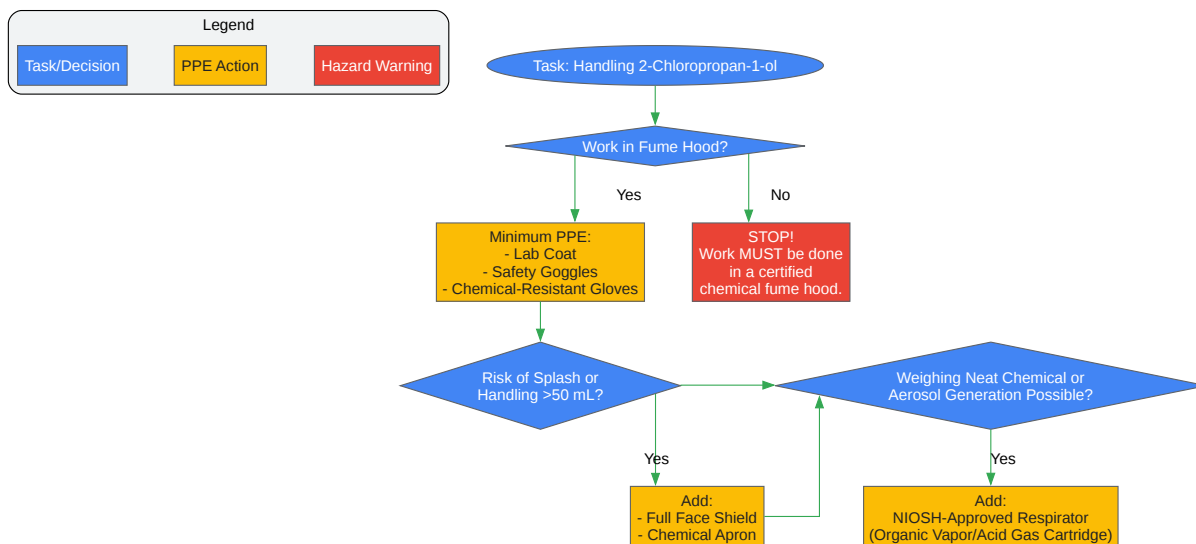 Legend
Task/Decision
PPE Action
Hazard Warning
Task: Handling 2-Chloropropan-1-ol
Work in Fume Hood?
Yes
No
Minimum PPE:
- Lab Coat
- Safety Goggles
- Chemical-Resistant Gloves
STOP!
Work MUST be done
in a certified
chemical fume hood.
Risk of Splash or
Handling >50 mL?
Weighing Neat Chemical or
Aerosol Generation Possible?
Yes
Yes
Add:
- Full Face Shield
- Chemical Apron
Add:
NIOSH-Approved Respirator
(Organic Vapor/Acid Gas Cartridge)